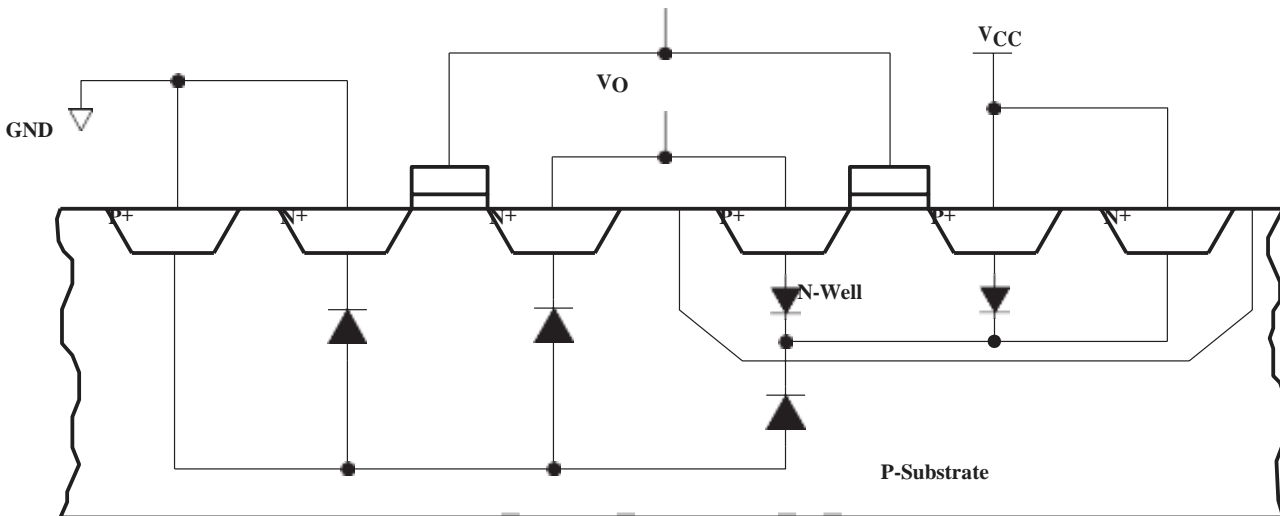 VCC
VO
GND
P+ N+ N+ P+ P+ N+
N-Well
P-Substrate